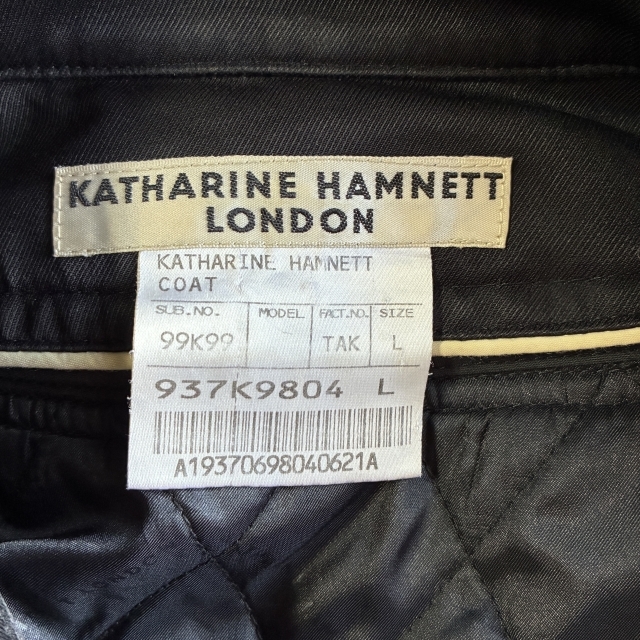 KATHARINE HAMNETT
LONDON
KATHARINE HAMNETT
COAT
SUB.NO. MODEL FACT.NO. SIZE
99K99 TAK L
937K9804 L
A19370698040621A